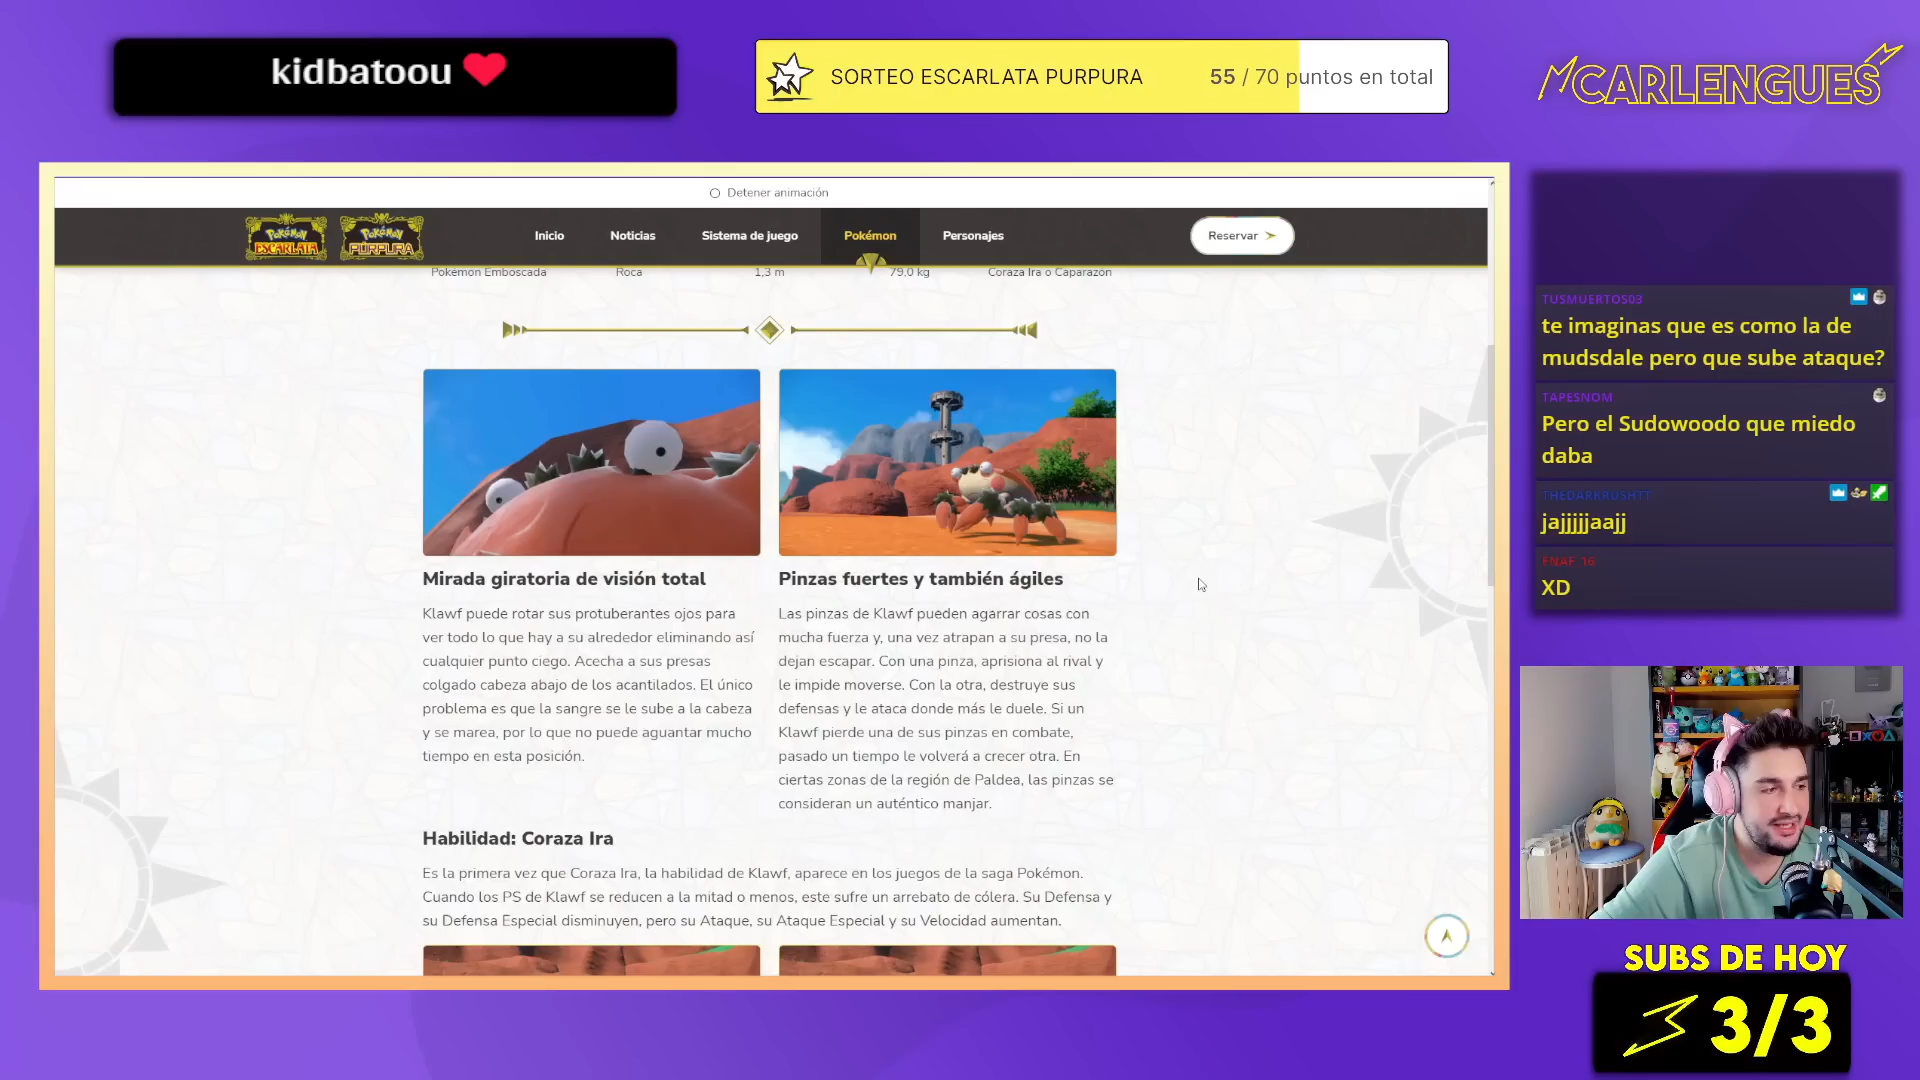 kidbatoou
SORTEO ESCARLATA PURPURA 55 / 70 puntos en total
CARLENGUES
Detener animación
Pokémon ESCARLATA Pokémon PÚRPURA Inicio Noticias Sistema de juego Pokémon Personajes Reservar
Pokémon Emboscada Roca 1,3 m 79,0 kg Coraza Ira o Caparazón
Mirada giratoria de visión total
Klawf puede rotar sus protuberantes ojos para
ver todo lo que hay a su alrededor eliminando así
cualquier punto ciego. Acecha a sus presas
colgado cabeza abajo de los acantilados. El único
problema es que la sangre se le sube a la cabeza
y se marea, por lo que no puede aguantar mucho
tiempo en esta posición.
Pinzas fuertes y también ágiles
Las pinzas de Klawf pueden agarrar cosas con
mucha fuerza y, una vez atrapan a su presa, no la
dejan escapar. Con una pinza, aprisiona al rival y
le impide moverse. Con la otra, destruye sus
defensas y le ataca donde más le duele. Si un
Klawf pierde una de sus pinzas en combate,
pasado un tiempo le volverá a crecer otra. En
ciertas zonas de la región de Paldea, las pinzas se
consideran un auténtico manjar.
Habilidad: Coraza Ira
Es la primera vez que Coraza Ira, la habilidad de Klawf, aparece en los juegos de la saga Pokémon.
Cuando los PS de Klawf se reducen a la mitad o menos, este sufre un arrebato de cólera. Su Defensa y
su Defensa Especial disminuyen, pero su Ataque, su Ataque Especial y su Velocidad aumentan.
TUSMUERTOS03
te imaginas que es como la de
mudsdale pero que sube ataque?
TAPESNOM
Pero el Sudowoodo que miedo
daba
THEDARKRUSHTT
jajjjjjaajj
FNAF_16
XD
SUBS DE HOY
3/3